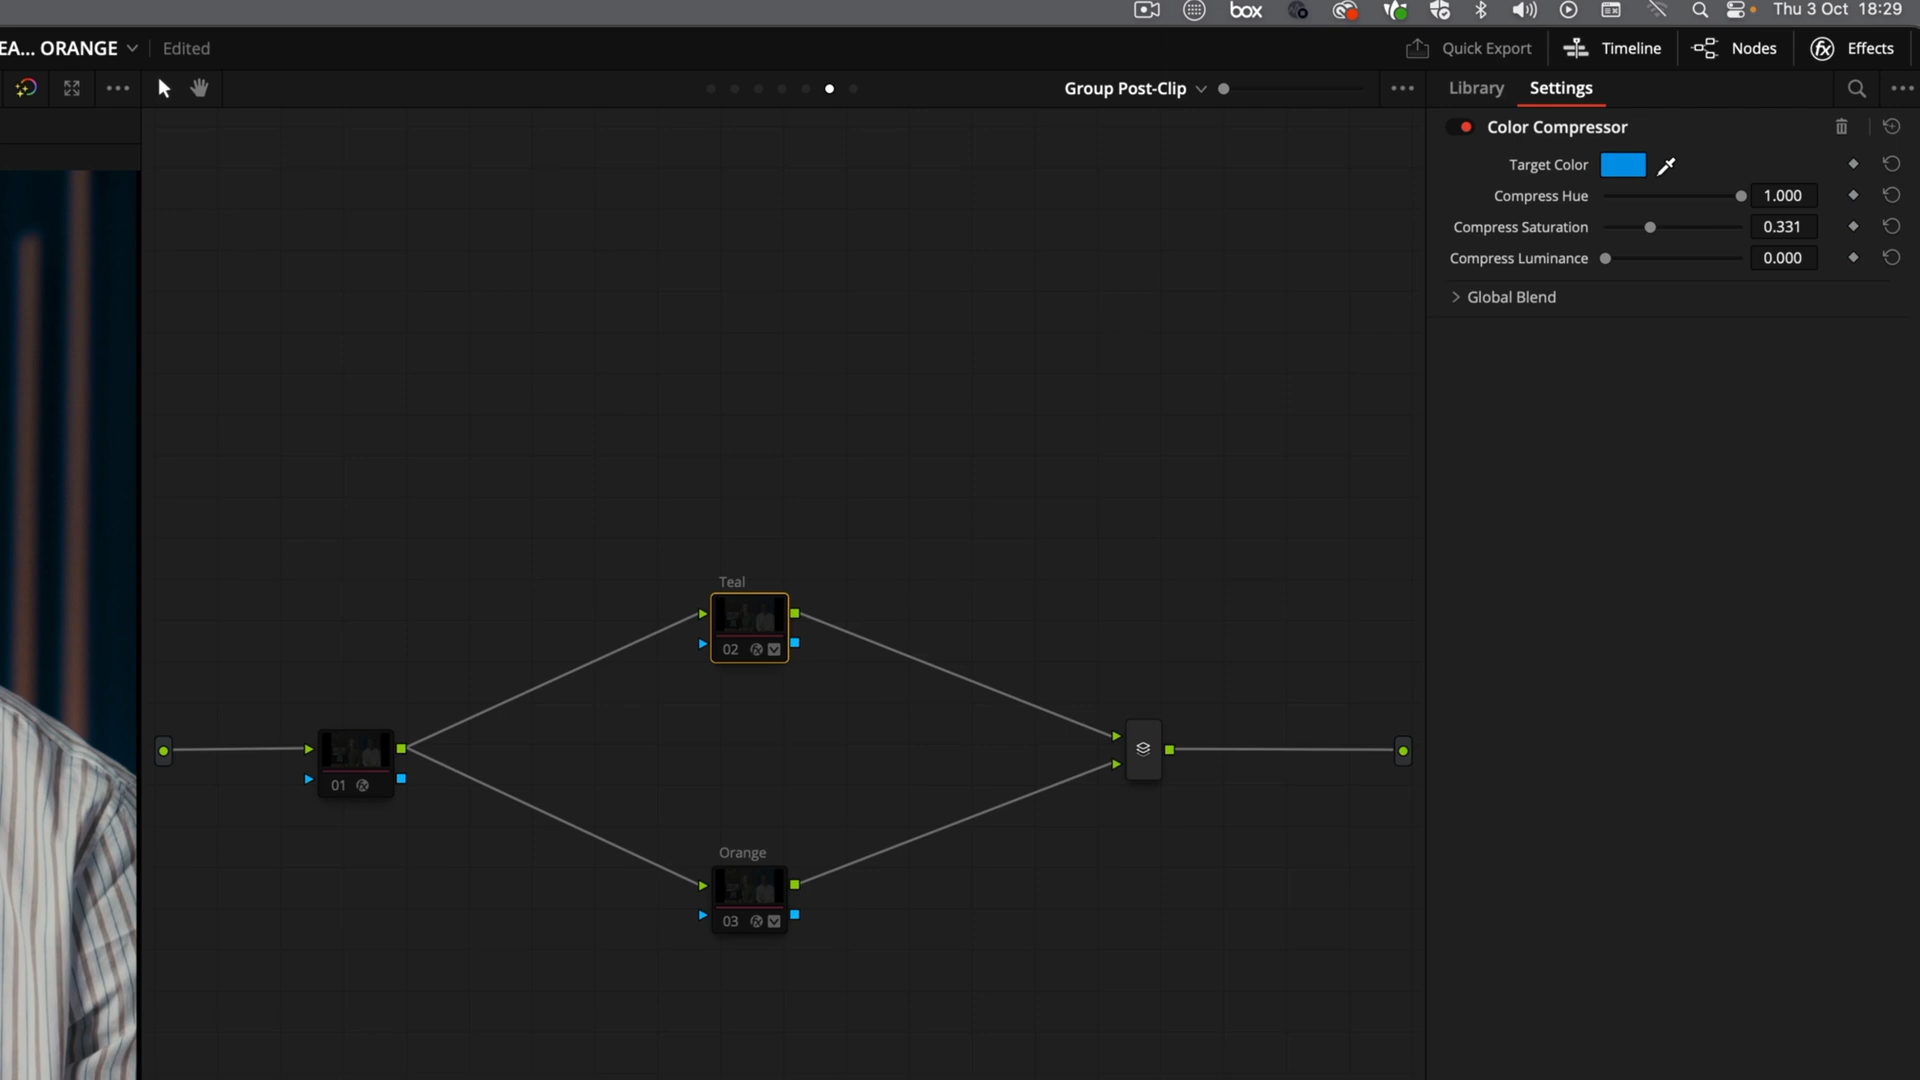 box
Thu 3 Oct 18:29
EA... ORANGE
Edited
Quick Export
Timeline
Nodes
Effects
Group Post-Clip
Library
Settings
Color Compressor
Target Color
Compress Hue 1.000
Compress Saturation 0.331
Compress Luminance 0.000
Global Blend
Teal
02
01
Orange
03